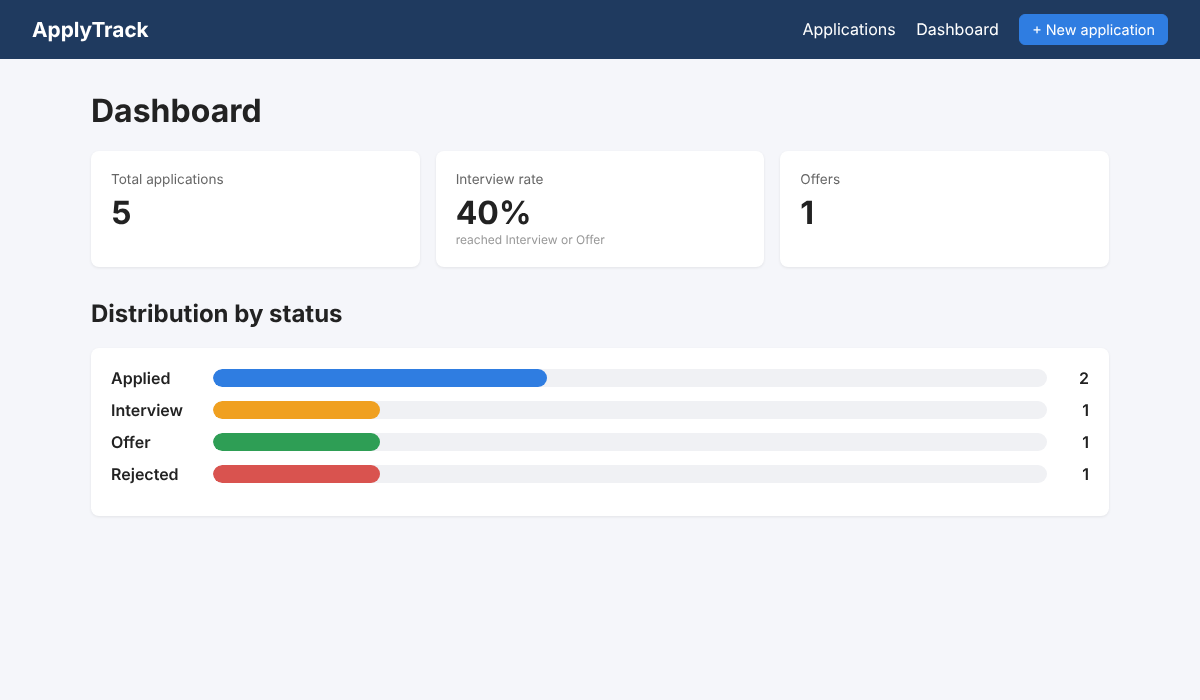 ApplyTrack
Applications Dashboard + New application
Dashboard
Total applications
5
Interview rate
40%
reached Interview or Offer
Offers
1
Distribution by status
Applied 2
Interview 1
Offer 1
Rejected 1